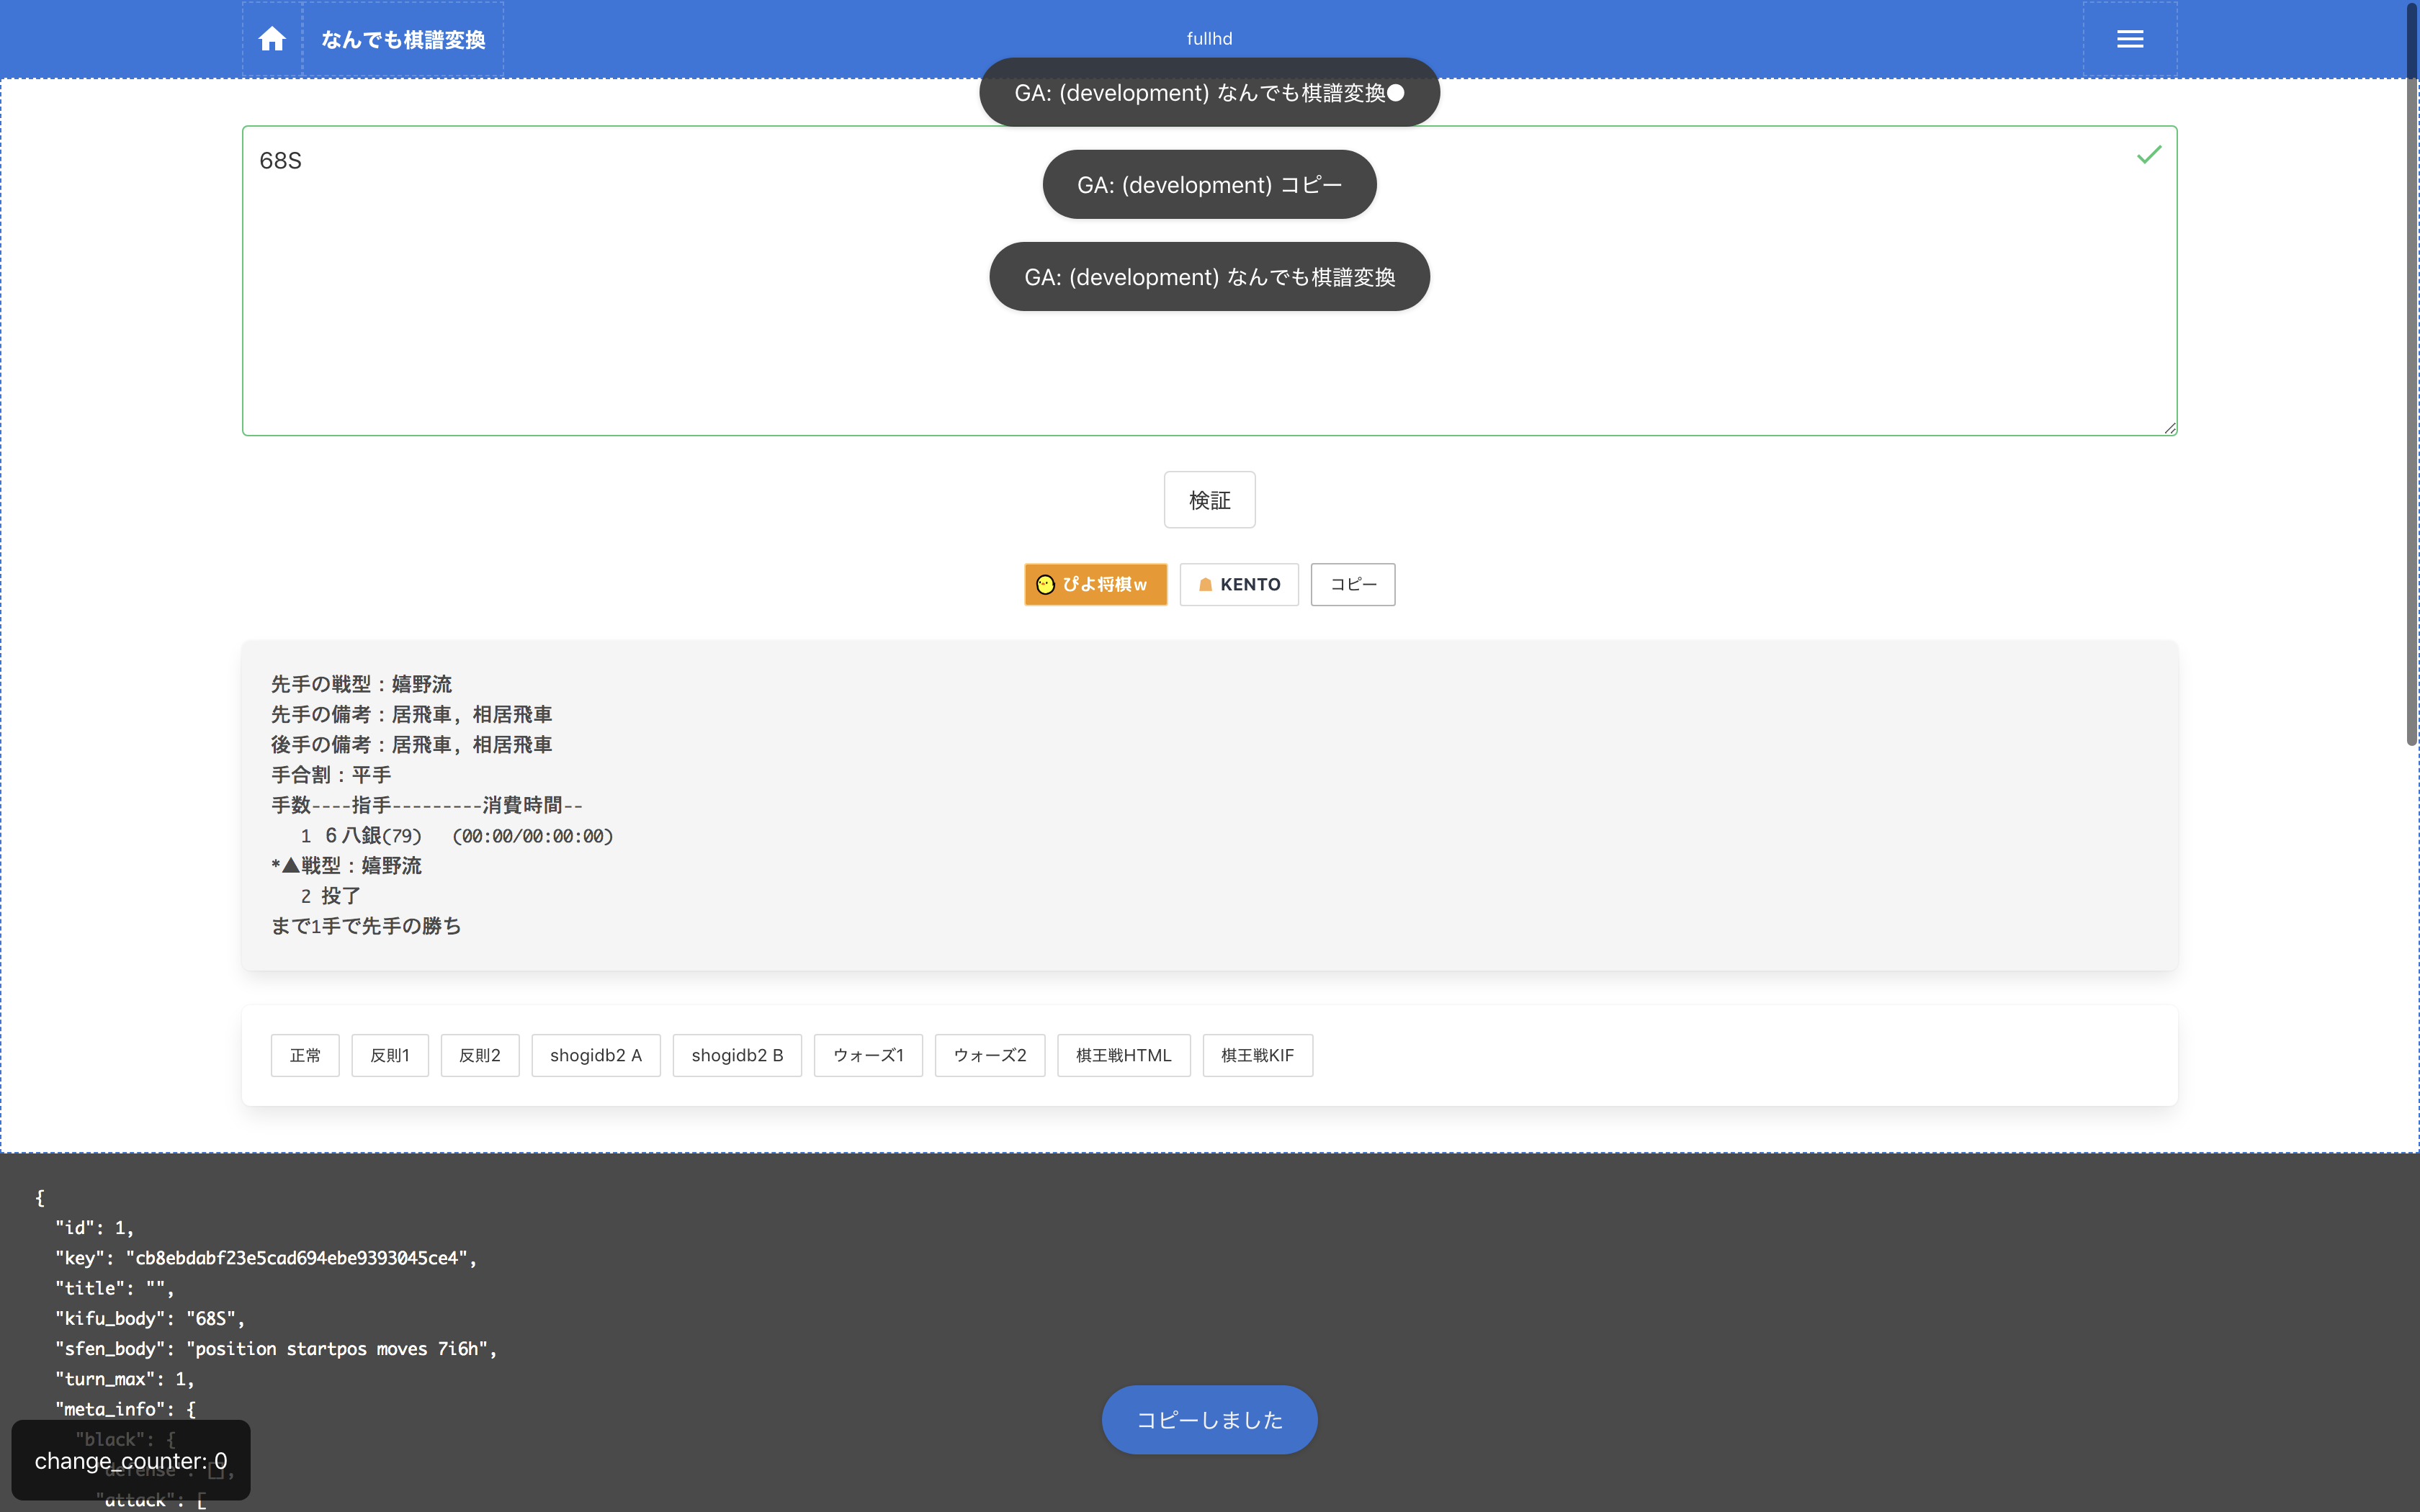 なんでも棋譜変換
fullhd
GA: (development) なんでも棋譜変換●
68S
GA: (development) コピー
GA: (development) なんでも棋譜変換
検証
ぴよ将棋w
KENTO
コピー
先手の戦型：嬉野流
先手の備考：居飛車, 相居飛車
後手の備考：居飛車, 相居飛車
手合割：平手
手数----指手---------消費時間--
1 ６八銀(79) (00:00/00:00:00)
*▲戦型：嬉野流
2 投了
まで1手で先手の勝ち
正常 反則1 反則2 shogidb2 A shogidb2 B ウォーズ1 ウォーズ2 棋王戦HTML 棋王戦KIF
{
"id": 1,
"key": "cb8ebdabf23e5cad694ebe9393045ce4",
"title": "",
"kifu_body": "68S",
"sfen_body": "position startpos moves 7i6h",
"turn_max": 1,
"meta_info": {
"black": {
"defense": [],
"attack": [
コピーしました
change_counter: 0